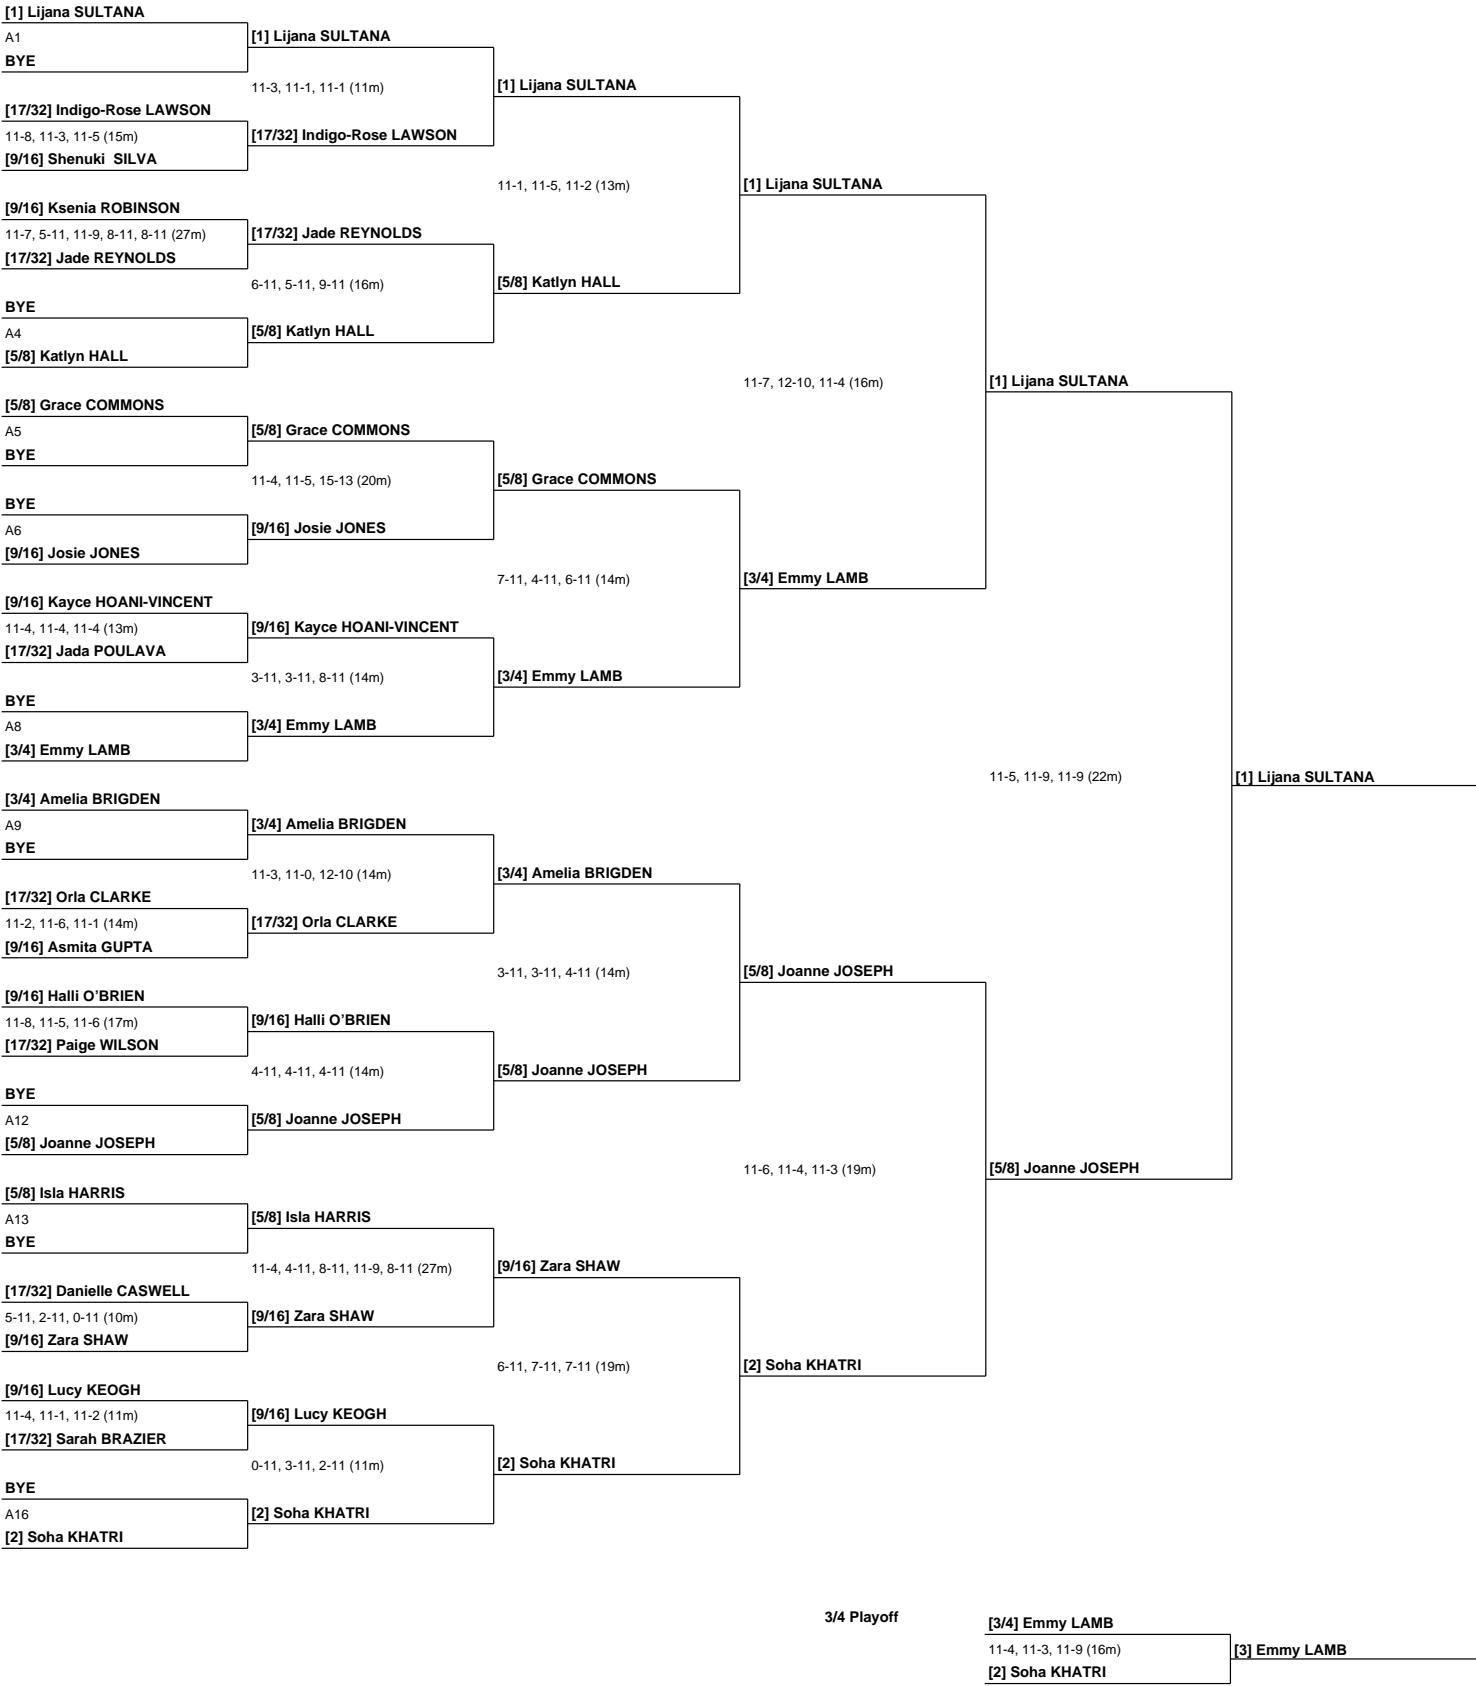 [1] Lijana SULTANA
A1
BYE
[17/32] Indigo-Rose LAWSON
11-8, 11-3, 11-5 (15m)
[9/16] Shenuki  SILVA
[9/16] Ksenia ROBINSON
11-7, 5-11, 11-9, 8-11, 8-11 (27m)
[17/32] Jade REYNOLDS
BYE
A4
[5/8] Katlyn HALL
[5/8] Grace COMMONS
A5
BYE
BYE
A6
[9/16] Josie JONES
[9/16] Kayce HOANI-VINCENT
11-4, 11-4, 11-4 (13m)
[17/32] Jada POULAVA
BYE
A8
[3/4] Emmy LAMB
[3/4] Amelia BRIGDEN
A9
BYE
[17/32] Orla CLARKE
11-2, 11-6, 11-1 (14m)
[9/16] Asmita GUPTA
[9/16] Halli O’BRIEN
11-8, 11-5, 11-6 (17m)
[17/32] Paige WILSON
BYE
A12
[5/8] Joanne JOSEPH
[5/8] Isla HARRIS
A13
BYE
[17/32] Danielle CASWELL
5-11, 2-11, 0-11 (10m)
[9/16] Zara SHAW
[9/16] Lucy KEOGH
11-4, 11-1, 11-2 (11m)
[17/32] Sarah BRAZIER
BYE
A16
[2] Soha KHATRI
[1] Lijana SULTANA
11-3, 11-1, 11-1 (11m)
[17/32] Indigo-Rose LAWSON
[17/32] Jade REYNOLDS
6-11, 5-11, 9-11 (16m)
[5/8] Katlyn HALL
[5/8] Grace COMMONS
11-4, 11-5, 15-13 (20m)
[9/16] Josie JONES
[9/16] Kayce HOANI-VINCENT
3-11, 3-11, 8-11 (14m)
[3/4] Emmy LAMB
[3/4] Amelia BRIGDEN
11-3, 11-0, 12-10 (14m)
[17/32] Orla CLARKE
[9/16] Halli O’BRIEN
4-11, 4-11, 4-11 (14m)
[5/8] Joanne JOSEPH
[5/8] Isla HARRIS
11-4, 4-11, 8-11, 11-9, 8-11 (27m)
[9/16] Zara SHAW
[9/16] Lucy KEOGH
0-11, 3-11, 2-11 (11m)
[2] Soha KHATRI
[1] Lijana SULTANA
11-1, 11-5, 11-2 (13m)
[5/8] Katlyn HALL
[5/8] Grace COMMONS
7-11, 4-11, 6-11 (14m)
[3/4] Emmy LAMB
[3/4] Amelia BRIGDEN
3-11, 3-11, 4-11 (14m)
[5/8] Joanne JOSEPH
[9/16] Zara SHAW
6-11, 7-11, 7-11 (19m)
[2] Soha KHATRI
[1] Lijana SULTANA
11-7, 12-10, 11-4 (16m)
[3/4] Emmy LAMB
[5/8] Joanne JOSEPH
11-6, 11-4, 11-3 (19m)
[2] Soha KHATRI
[1] Lijana SULTANA
11-5, 11-9, 11-9 (22m)
[5/8] Joanne JOSEPH
[1] Lijana SULTANA
3/4 Playoff
[3/4] Emmy LAMB
11-4, 11-3, 11-9 (16m)
[2] Soha KHATRI
[3] Emmy LAMB